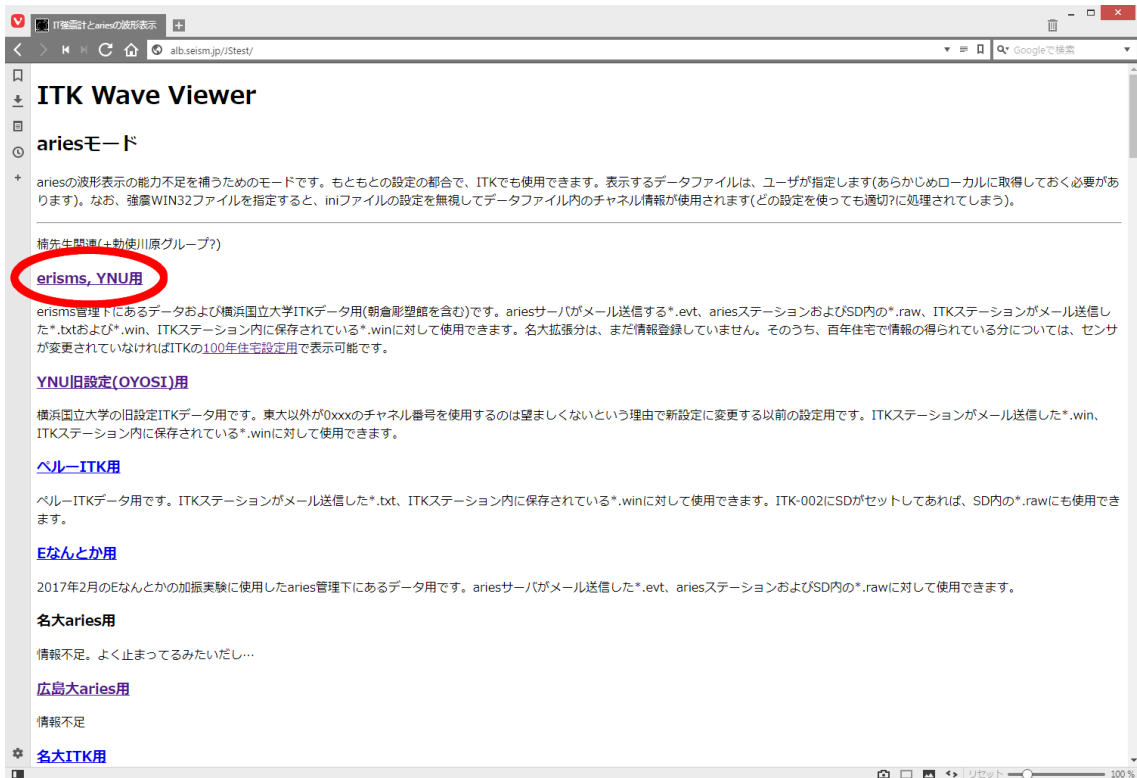 IT強震計とariesの波形表示
alb.seism.jp/JStest/
Googleで検索
ITK Wave Viewer
ariesモード
ariesの波形表示の能力不足を補うためのモードです。もともとの設定の都合で、ITKでも使用できます。表示するデータファイルは、ユーザが指定します(あらかじめローカルに取得しておく必要があ
ります)。なお、強震WIN32ファイルを指定すると、iniファイルの設定を無視してデータファイル内のチャネル情報が使用されます(どの設定を使っても適切?に処理されてしまう)。
楠先生関連(+勅使川原グループ?)
erisms, YNU用
erisms管理下にあるデータおよび横浜国立大学ITKデータ用(朝倉彫塑館を含む)です。ariesサーバがメール送信する*.evt、ariesステーションおよびSD内の*.raw、ITKステーションがメール送信し
た*.txtおよび*.win、ITKステーション内に保存されている*.winに対して使用できます。名大拡張分は、まだ情報登録していません。そのうち、百年住宅で情報の得られている分については、センサ
が変更されていなければITKの100年住宅設定用で表示可能です。
YNU旧設定(OYOSI)用
横浜国立大学の旧設定ITKデータ用です。東大以外が0xxxのチャネル番号を使用するのは望ましくないという理由で新設定に変更する以前の設定用です。ITKステーションがメール送信した*.win、
ITKステーション内に保存されている*.winに対して使用できます。
ペルーITK用
ペルーITKデータ用です。ITKステーションがメール送信した*.txt、ITKステーション内に保存されている*.winに対して使用できます。ITK-002にSDがセットしてあれば、SD内の*.rawにも使用でき
ます。
Eなんとか用
2017年2月のEなんとかの加振実験に使用したaries管理下にあるデータ用です。ariesサーバがメール送信した*.evt、ariesステーションおよびSD内の*.rawに対して使用できます。
名大aries用
情報不足。よく止まってるみたいだし…
広島大aries用
情報不足
名大ITK用
リセット
100 %